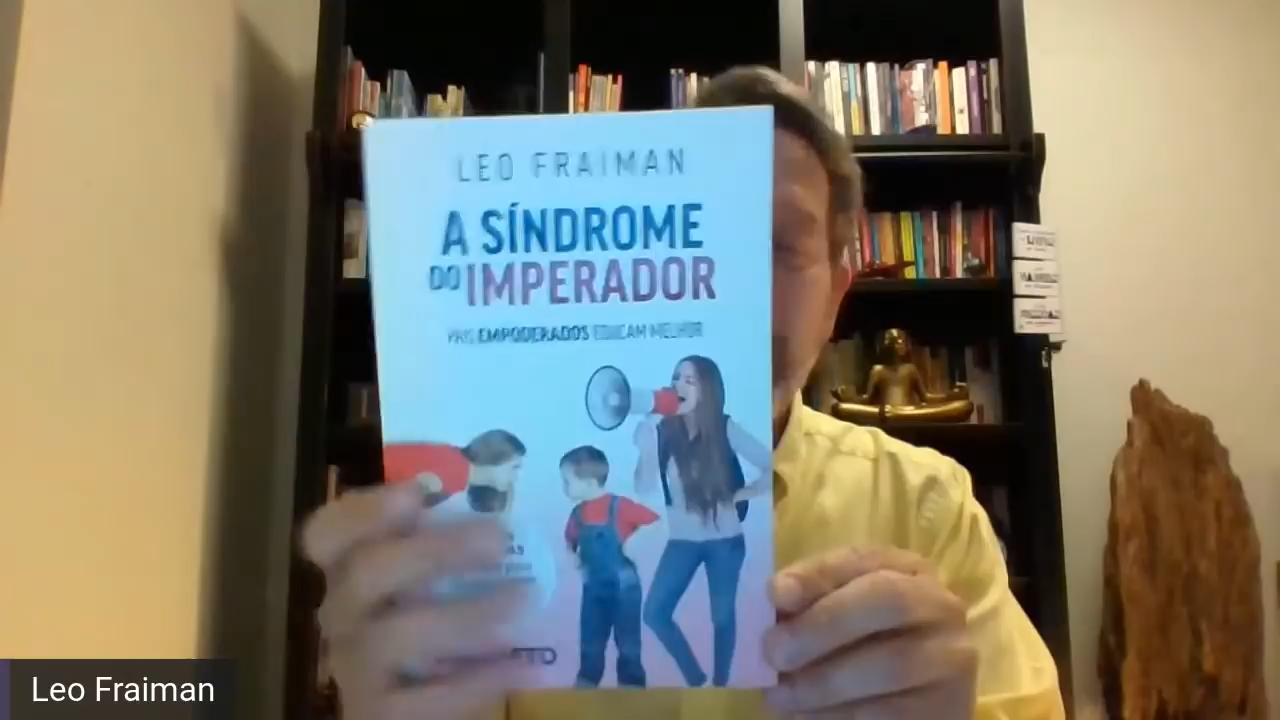 LEO FRAIMAN
A SÍNDROME
DO IMPERADOR
PAIS EMPODERADOS EDUCAM MELHOR
Leo Fraiman